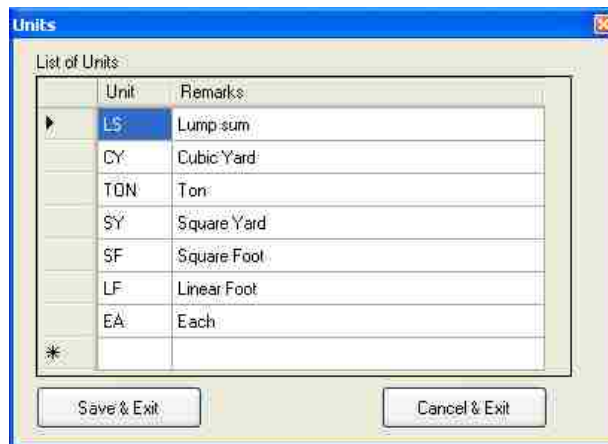 Units
List of Units
Unit Remarks
LS Lump sum
CY Cubic Yard
TON Ton
SY Square Yard
SF Square Foot
LF Linear Foot
EA Each
Save & Exit Cancel & Exit